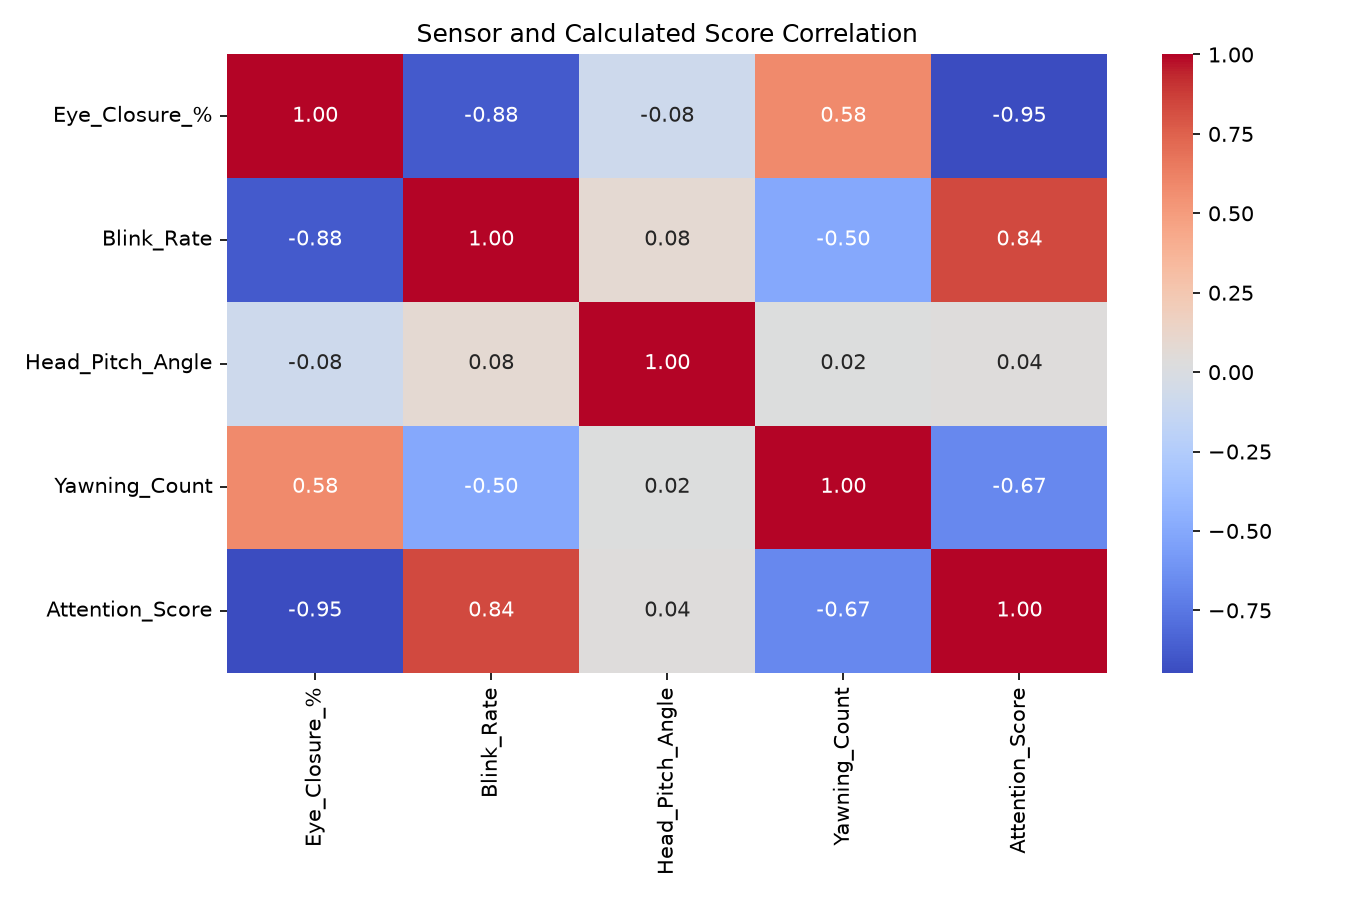 Sensor and Calculated Score Correlation
Eye_Closure_% 1.00 -0.88 -0.08 0.58 -0.95
Blink_Rate -0.88 1.00 0.08 -0.50 0.84
Head_Pitch_Angle -0.08 0.08 1.00 0.02 0.04
Yawning_Count 0.58 -0.50 0.02 1.00 -0.67
Attention_Score -0.95 0.84 0.04 -0.67 1.00
Eye_Closure_%
Blink_Rate
Head_Pitch_Angle
Yawning_Count
Attention_Score
1.00
0.75
0.50
0.25
0.00
−0.25
−0.50
−0.75